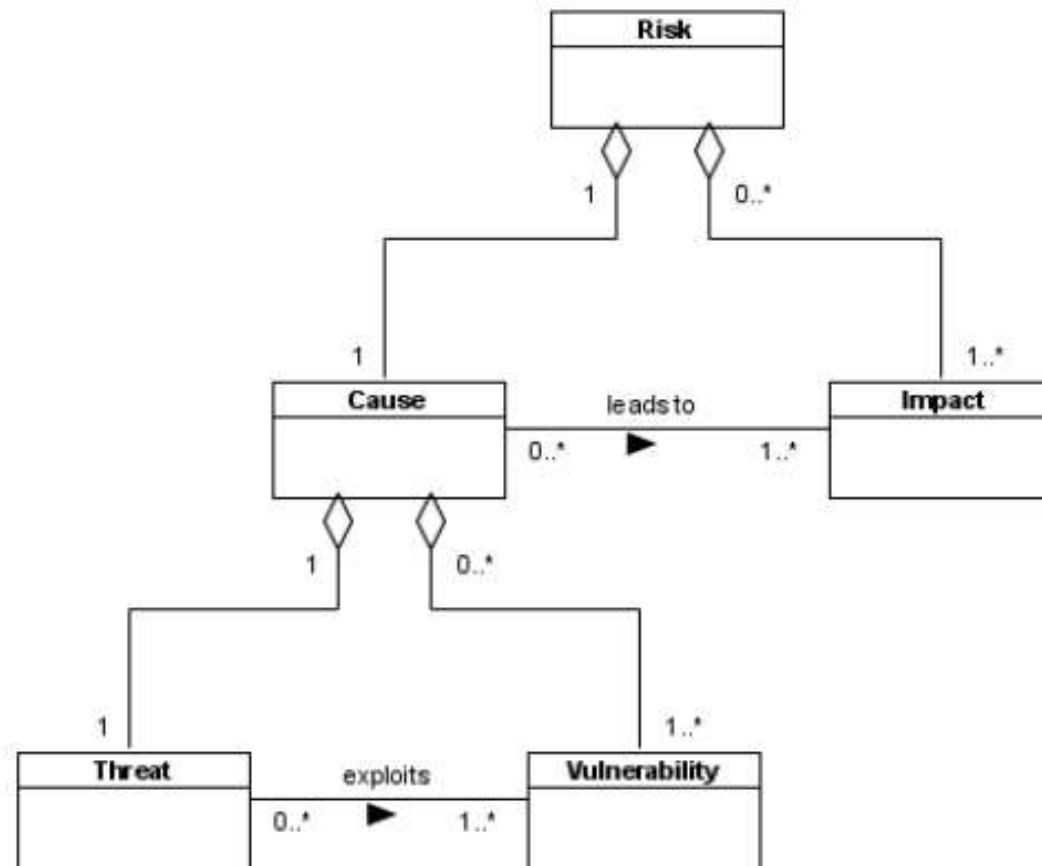 Risk
1
0..*
1
1..*
Cause
leads to
Impact
0..*
1..*
1
0..*
1
1..*
Threat
exploits
Vulnerability
0..*
1..*